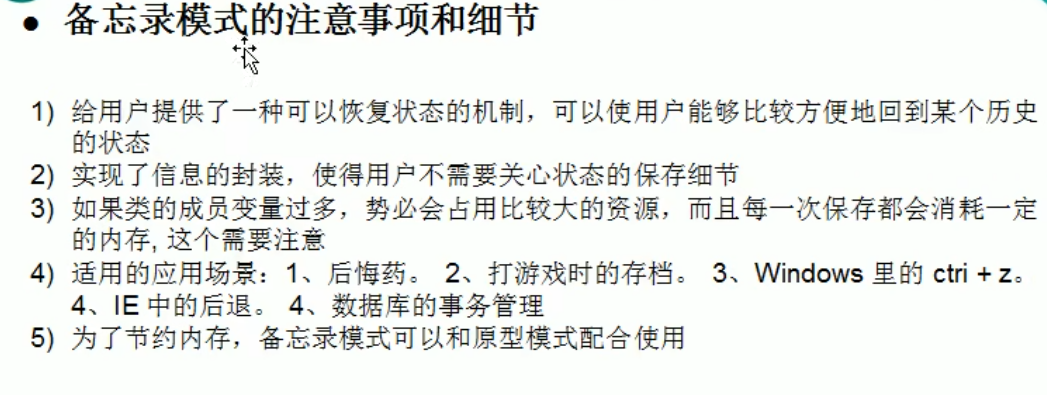 ● 备忘录模式的注意事项和细节
1) 给用户提供了一种可以恢复状态的机制，可以使用户能够比较方便地回到某个历史
的状态
2) 实现了信息的封装，使得用户不需要关心状态的保存细节
3) 如果类的成员变量过多，势必会占用比较大的资源，而且每一次保存都会消耗一定
的内存, 这个需要注意
4) 适用的应用场景：1、后悔药。 2、打游戏时的存档。 3、Windows 里的 ctri + z。
4、IE 中的后退。 4、数据库的事务管理
5) 为了节约内存，备忘录模式可以和原型模式配合使用